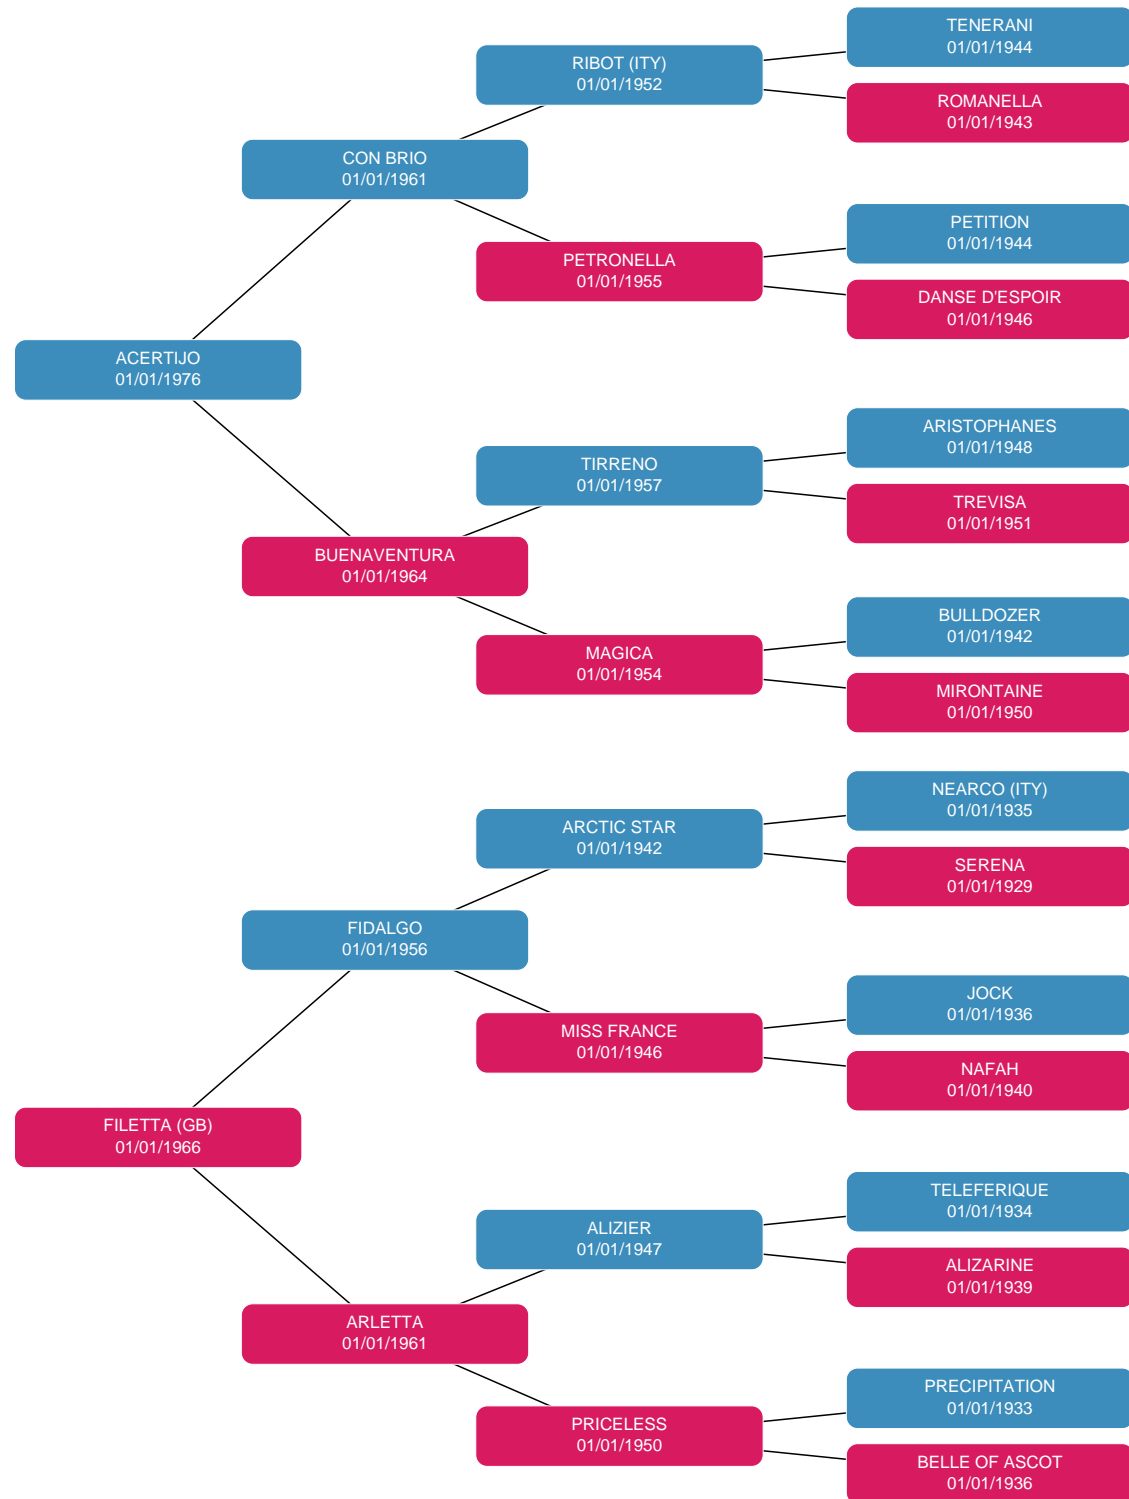 TENERANI
01/01/1944
RIBOT (ITY)
01/01/1952
ROMANELLA
01/01/1943
CON BRIO
01/01/1961
PETITION
01/01/1944
PETRONELLA
01/01/1955
DANSE D'ESPOIR
01/01/1946
ACERTIJO
01/01/1976
ARISTOPHANES
01/01/1948
TIRRENO
01/01/1957
TREVISA
01/01/1951
BUENAVENTURA
01/01/1964
BULLDOZER
01/01/1942
MAGICA
01/01/1954
MIRONTAINE
01/01/1950
NEARCO (ITY)
01/01/1935
ARCTIC STAR
01/01/1942
SERENA
01/01/1929
FIDALGO
01/01/1956
JOCK
01/01/1936
MISS FRANCE
01/01/1946
NAFAH
01/01/1940
FILETTA (GB)
01/01/1966
TELEFERIQUE
01/01/1934
ALIZIER
01/01/1947
ALIZARINE
01/01/1939
ARLETTA
01/01/1961
PRECIPITATION
01/01/1933
PRICELESS
01/01/1950
BELLE OF ASCOT
01/01/1936